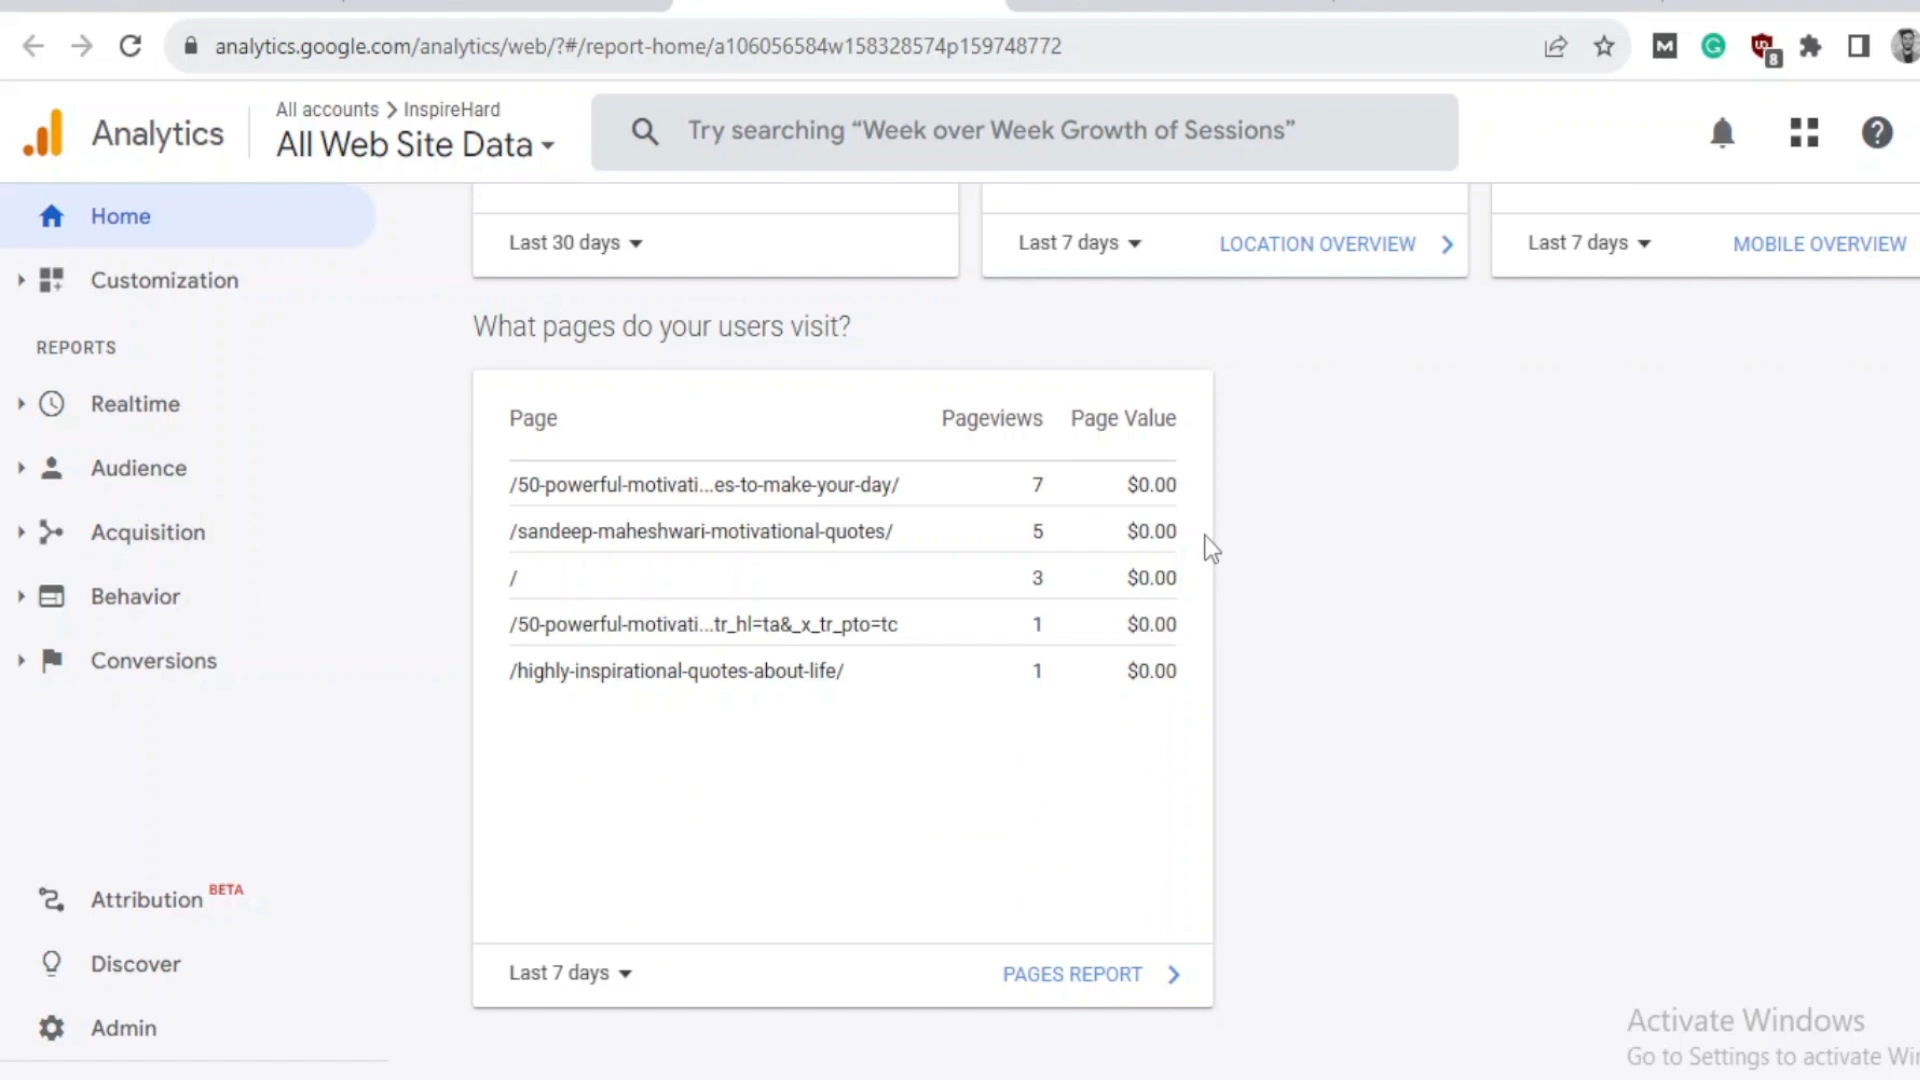 analytics.google.com/analytics/web/?#/report-home/a106056584w158328574p159748772
8
Analytics
All accounts > InspireHard
All Web Site Data
Try searching “Week over Week Growth of Sessions”
Home
Customization
REPORTS
Realtime
Audience
Acquisition
Behavior
Conversions
Attribution BETA
Discover
Admin
Last 30 days
Last 7 days LOCATION OVERVIEW
Last 7 days MOBILE OVERVIEW
What pages do your users visit?
Page Pageviews Page Value
/50-powerful-motivati...es-to-make-your-day/ 7 $0.00
/sandeep-maheshwari-motivational-quotes/ 5 $0.00
/ 3 $0.00
/50-powerful-motivati...tr_hl=ta&_x_tr_pto=tc 1 $0.00
/highly-inspirational-quotes-about-life/ 1 $0.00
Last 7 days PAGES REPORT
Activate Windows
Go to Settings to activate Wi